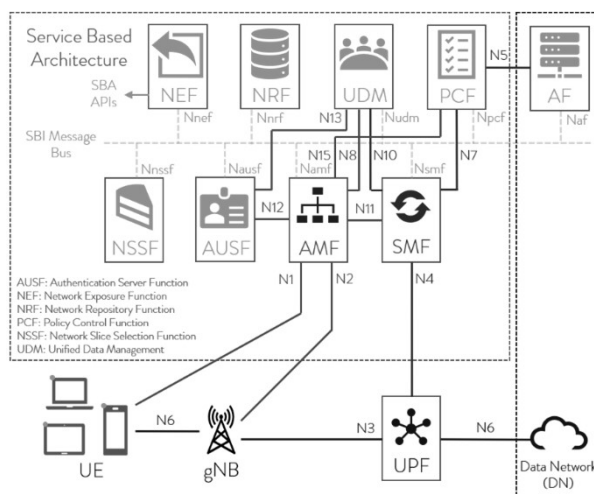 Service Based
Architecture
SBA
APIs
NEF
NRF
UDM
PCF
N5
AF
Nnef
Nnrf
N13
Nudm
Npcf
Naf
SBI Message
Bus
Nnssf
Nausf
N15
Namf
N8
N10
Nsmf
N7
NSSF
AUSF
N12
AMF
N11
SMF
N1
N2
N4
AUSF: Authentication Server Function
NEF: Network Exposure Function
NRF: Network Repository Function
PCF: Policy Control Function
NSSF: Network Slice Selection Function
UDM: Unified Data Management
N6
N3
N6
UE
gNB
UPF
Data Network
(DN)